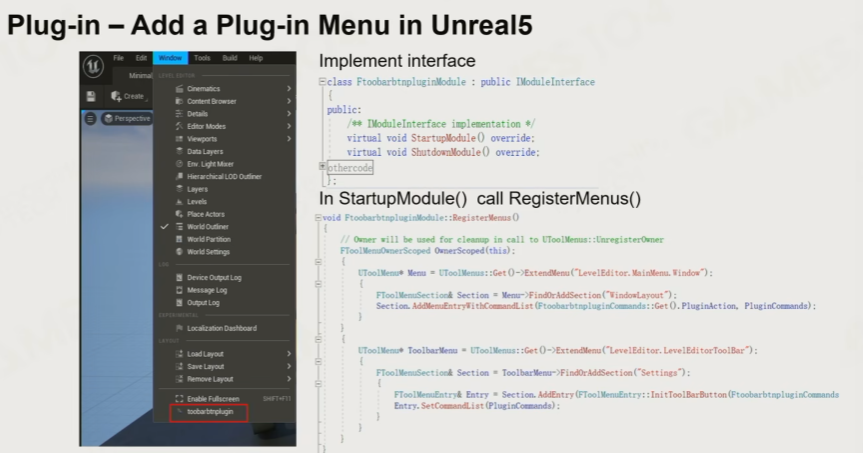 Plug-in – Add a Plug-in Menu in Unreal5
File Edit Window Tools Build Help
Minimal
Create
Perspective
LEVEL EDITOR
Cinematics
Content Browser
Details
Editor Modes
Viewports
Data Layers
Env. Light Mixer
Hierarchical LOD Outliner
Layers
Levels
Place Actors
World Outliner
World Partition
World Settings
LOG
Device Output Log
Message Log
Output Log
EXPERIMENTAL
Localization Dashboard
LAYOUT
Load Layout
Save Layout
Remove Layout
Enable Fullscreen SHIFT+F11
toobarbtnplugin
Implement interface
class FtoobarbtnpluginModule : public IModuleInterface
{
public:
/** IModuleInterface implementation */
virtual void StartupModule() override;
virtual void ShutdownModule() override;
othercode
};
In StartupModule() call RegisterMenus()
void FtoobarbtnpluginModule::RegisterMenus()
{
// Owner will be used for cleanup in call to UToolMenus::UnregisterOwner
FToolMenuOwnerScoped OwnerScoped(this);
{
UToolMenu* Menu = UToolMenus::Get()->ExtendMenu("LevelEditor.MainMenu.Window");
{
FToolMenuSection& Section = Menu->FindOrAddSection("WindowLayout");
Section.AddMenuEntryWithCommandList(FtoobarbtnpluginCommands::Get().PluginAction, PluginCommands);
}
}
{
UToolMenu* ToolbarMenu = UToolMenus::Get()->ExtendMenu("LevelEditor.LevelEditorToolBar");
{
FToolMenuSection& Section = ToolbarMenu->FindOrAddSection("Settings");
{
FToolMenuEntry& Entry = Section.AddEntry(FToolMenuEntry::InitToolBarButton(FtoobarbtnpluginCommands
Entry.SetCommandList(PluginCommands);
}
}
}
}